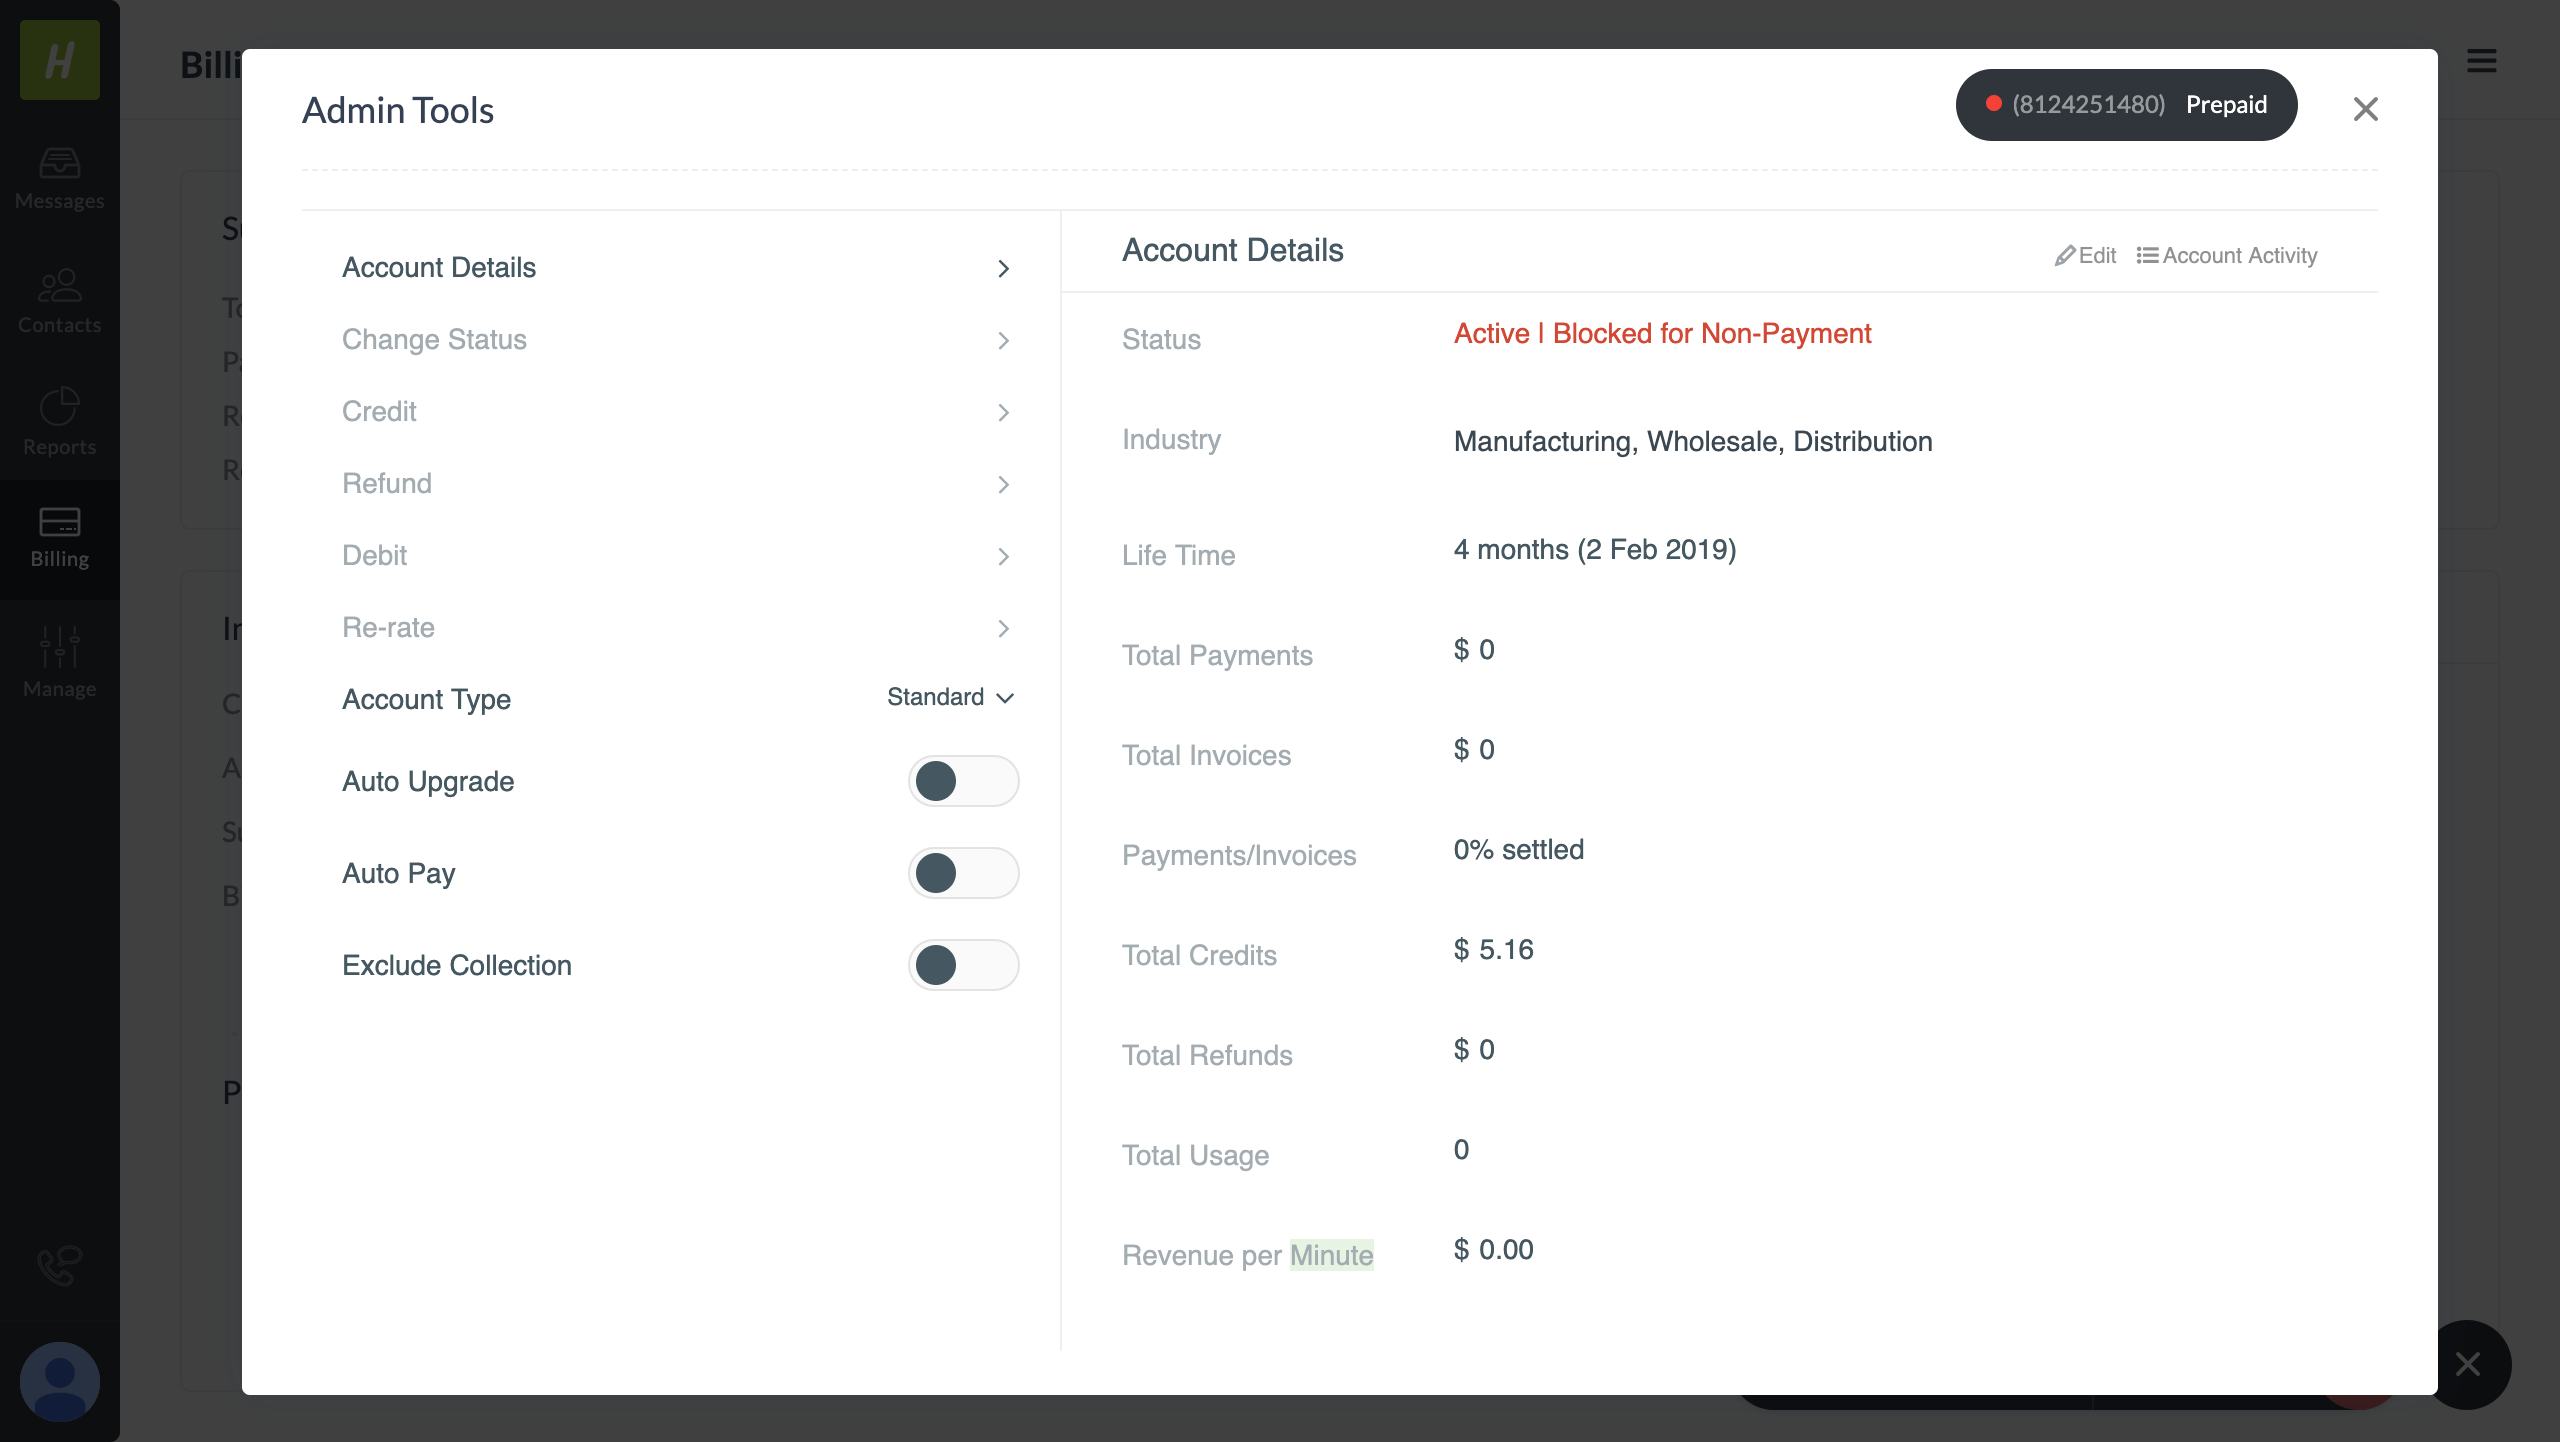 H
Messages
Contacts
Reports
Billing
Manage
Admin Tools
(8124251480) Prepaid
Account Details
Change Status
Credit
Refund
Debit
Re-rate
Account Type Standard
Auto Upgrade
Auto Pay
Exclude Collection
Account Details
Edit Account Activity
Status Active | Blocked for Non-Payment
Industry Manufacturing, Wholesale, Distribution
Life Time 4 months (2 Feb 2019)
Total Payments $ 0
Total Invoices $ 0
Payments/Invoices 0% settled
Total Credits $ 5.16
Total Refunds $ 0
Total Usage 0
Revenue per Minute $ 0.00